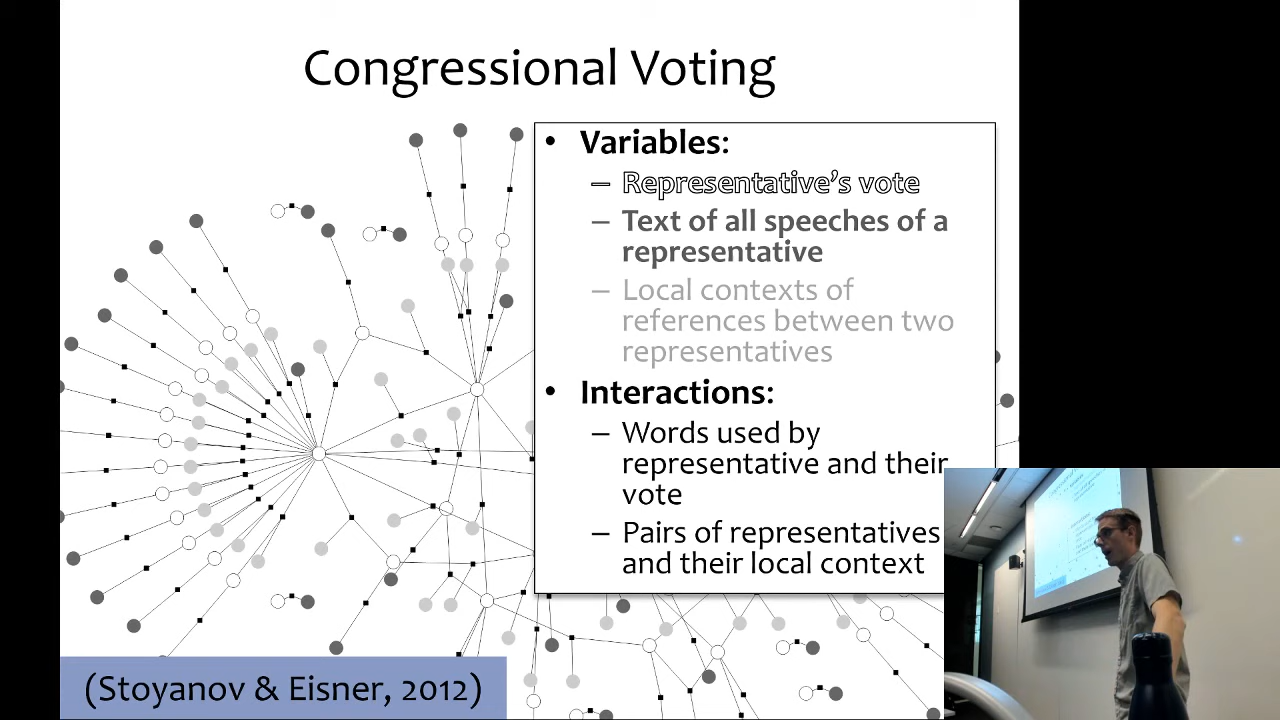 Congressional Voting
• Variables:
– Representative's vote
– Text of all speeches of a
representative
– Local contexts of
references between two
representatives
• Interactions:
– Words used by
representative and their
vote
– Pairs of representatives
and their local context
(Stoyanov & Eisner, 2012)